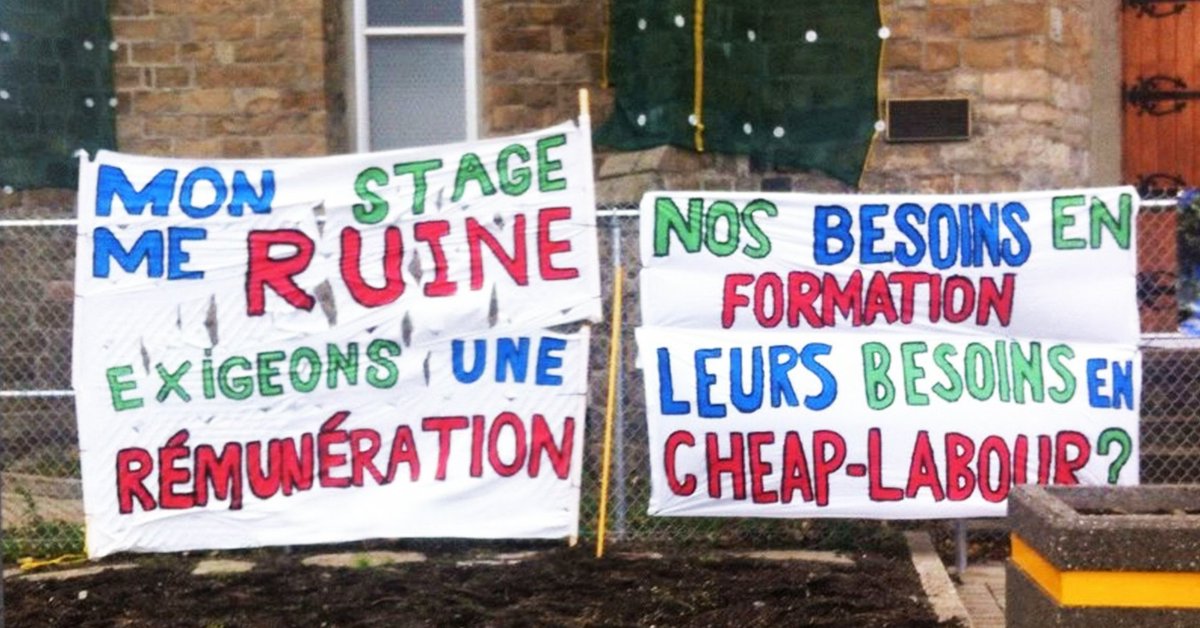 MON STAGE
ME RUINE
EXIGEONS UNE
RÉMUNÉRATION
NOS BESOINS EN
FORMATION
LEURS BESOINS EN
CHEAP-LABOUR?